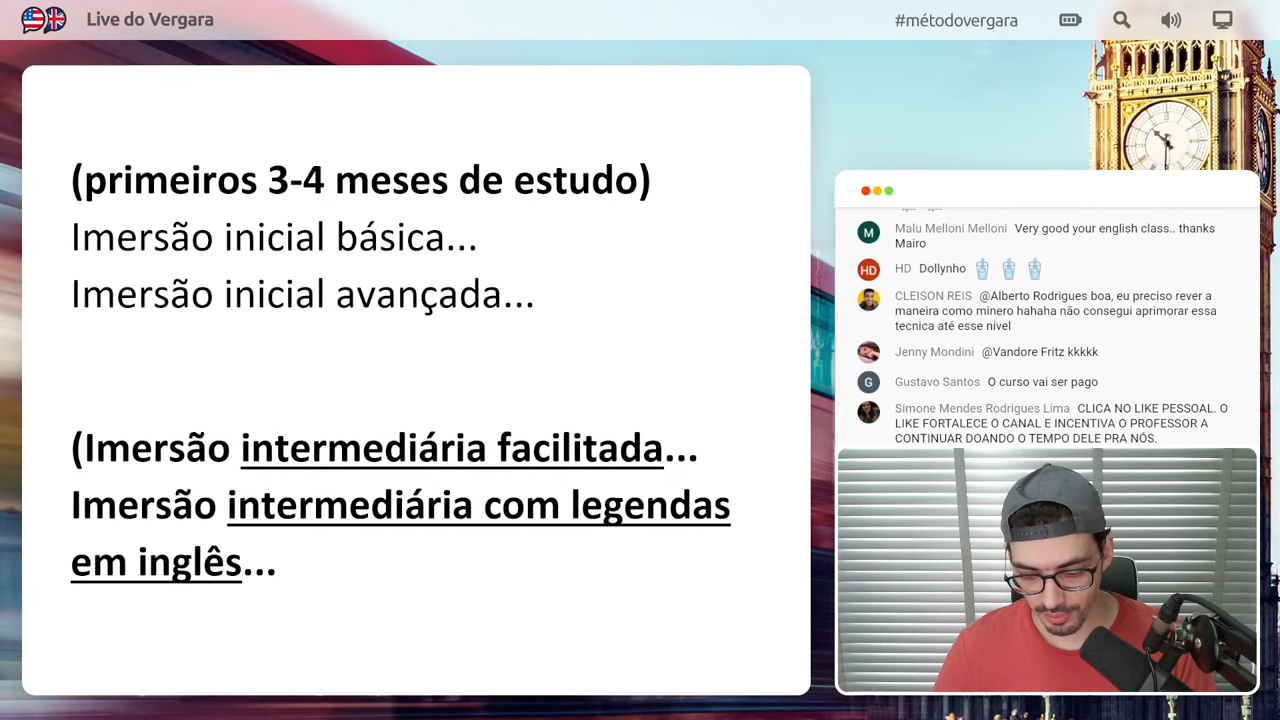 Live do Vergara
#métodovergara
(primeiros 3-4 meses de estudo)
Imersão inicial básica...
Imersão inicial avançada...
(Imersão intermediária facilitada...
Imersão intermediária com legendas
em inglês...
M Malu Melloni Melloni Very good your english class.. thanks
Mairo
HD HD Dollynho
CLEISON REIS @Alberto Rodrigues boa, eu preciso rever a
maneira como minero hahaha não consegui aprimorar essa
tecnica até esse nível
Jenny Mondini @Vandore Fritz kkkkk
G Gustavo Santos O curso vai ser pago
Simone Mendes Rodrigues Lima CLICA NO LIKE PESSOAL. O
LIKE FORTALECE O CANAL E INCENTIVA O PROFESSOR A
CONTINUAR DOANDO O TEMPO DELE PRA NÓS.